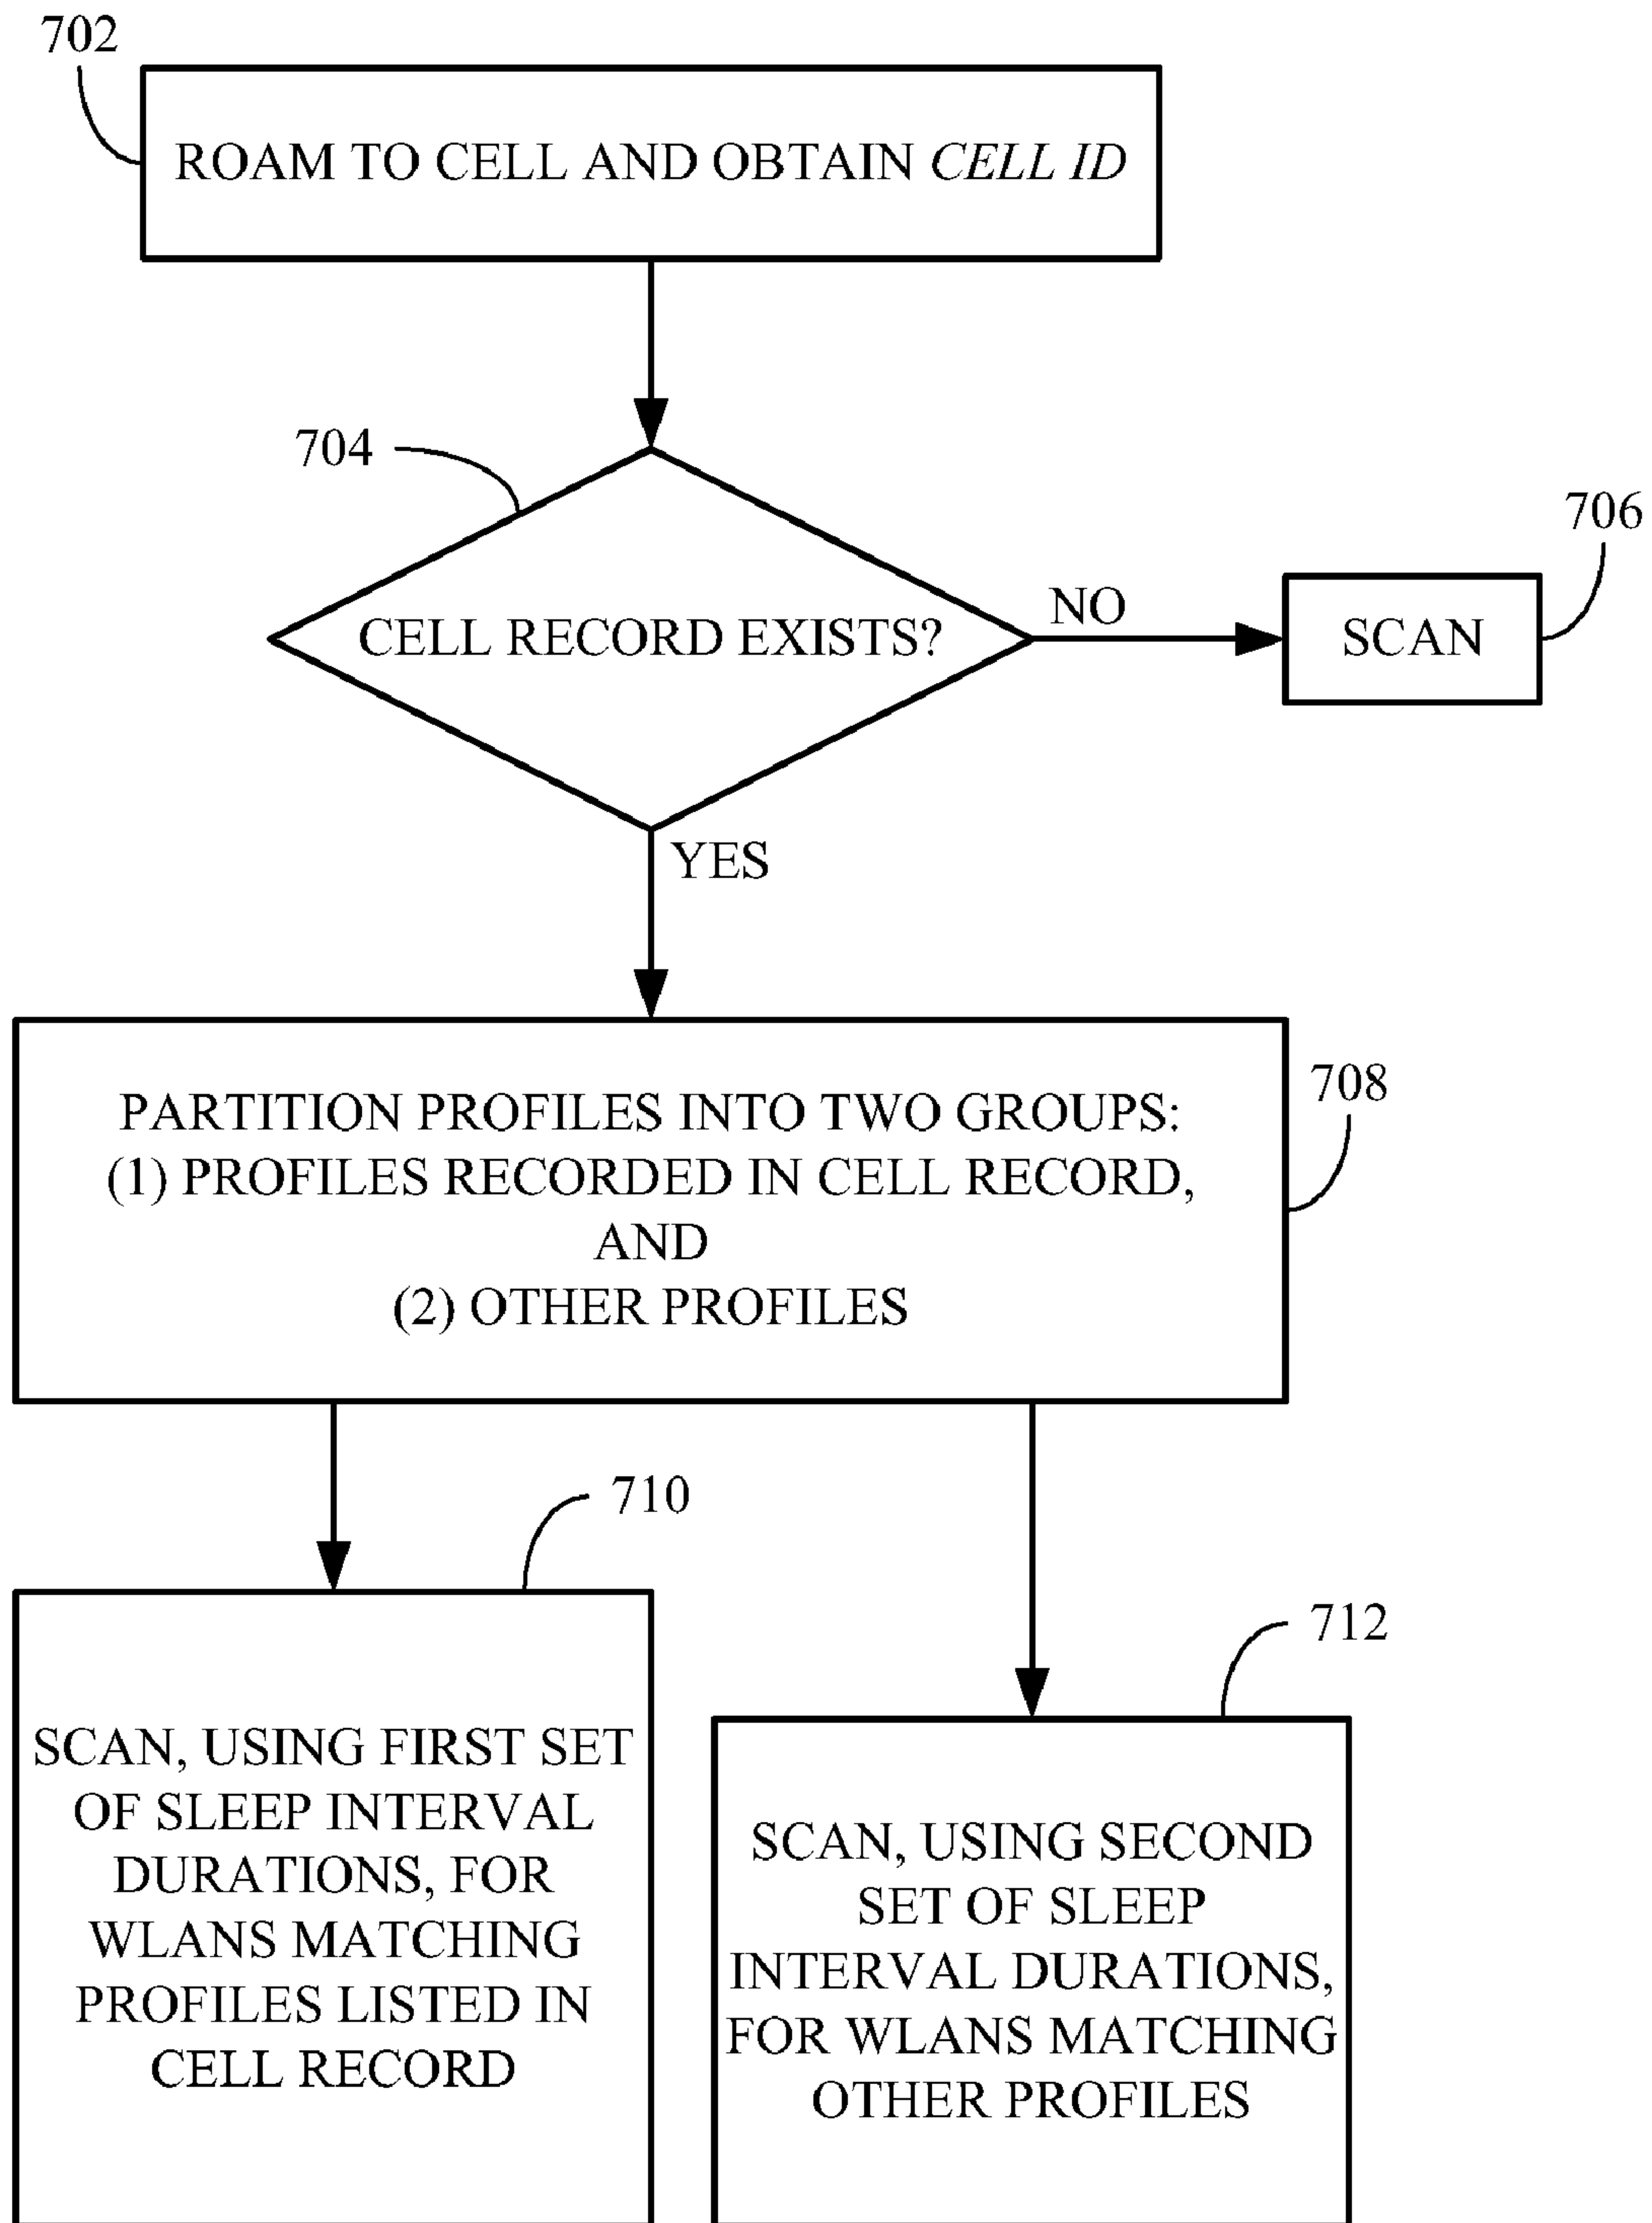 702
ROAM TO CELL AND OBTAIN CELL ID
704
CELL RECORD EXISTS?
NO
706
SCAN
YES
708
PARTITION PROFILES INTO TWO GROUPS:
(1) PROFILES RECORDED IN CELL RECORD,
AND
(2) OTHER PROFILES
710
SCAN, USING FIRST SET
OF SLEEP INTERVAL
DURATIONS, FOR
WLANS MATCHING
PROFILES LISTED IN
CELL RECORD
712
SCAN, USING SECOND
SET OF SLEEP
INTERVAL DURATIONS,
FOR WLANS MATCHING
OTHER PROFILES